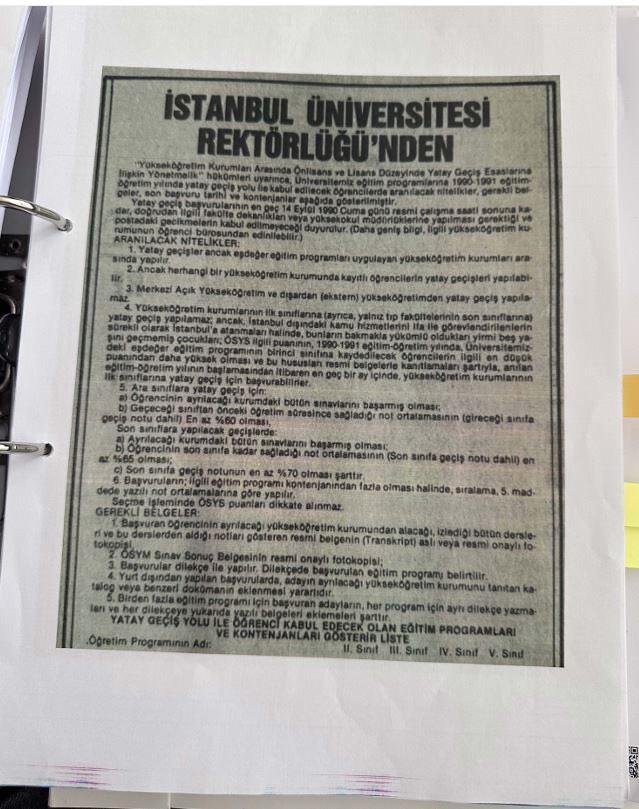 İSTANBUL ÜNİVERSİTESİ
REKTÖRLÜĞÜ'NDEN
"Yükseköğretim Kurumları Arasında Önlisans ve Lisans Düzeyinde Yatay Geçiş Esaslarına
İlişkin Yönetmelik" hükümleri uyarınca, Üniversitemiz eğitim programlarına 1990-1991 eğitim-
öğretim yılında yatay geçiş yolu ile kabul edilecek öğrencilerde aranılacak nitelikler, gerekli bel-
geler, son başvuru tarihi ve kontenjanlar aşağıda gösterilmiştir.
Yatay geçiş başvurularının en geç 14 Eylül 1990 Cuma günü resmi çalışma saati sonuna ka-
dar, doğrudan ilgili fakülte dekanlıkları veya yüksekokul müdürlüklerine yapılması gerektiği ve
postadaki gecikmelerin kabul edilmeyeceği duyurulur. (Daha geniş bilgi, ilgili yükseköğretim ku-
rumunun öğrenci bürosundan edinilebilir.)
ARANILACAK NİTELİKLER:
1. Yatay geçişler ancak eşdeğer eğitim programları uygulayan yükseköğretim kurumları ara-
sında yapılır.
2. Ancak herhangi bir yükseköğretim kurumunda kayıtlı öğrencilerin yatay geçişleri yapılabi-
lir.
3. Merkezi Açık Yükseköğretim ve dışardan (ekstern) yükseköğretimden yatay geçiş yapıla-
maz.
4. Yükseköğretim kurumlarının ilk sınıflarına (ayrıca, yalnız tıp fakültelerinin son sınıflarına)
yatay geçiş yapılamaz; ancak, İstanbul dışındaki kamu hizmetlerini ifa ile görevlendirilenlerin
sürekli olarak İstanbul'a atanmaları halinde, bunların bakmakla yükümlü oldukları yirmi beş ya-
şını geçmemiş çocukları; ÖSYS ilgili puanının, 1990-1991 eğitim-öğretim yılında, Üniversitemiz-
deki eşdeğer eğitim programının birinci sınıfına kaydedilecek öğrencilerin ilgili en düşük
puanından daha yüksek olması ve bu hususları resmi belgelerle kanıtlamaları şartıyla, anılan
eğitim-öğretim yılının başlamasından itibaren en geç bir ay içinde, yükseköğretim kurumlarının
ilk sınıflarına yatay geçiş için başvurabilirler.
5. Ara sınıflara yatay geçiş için:
a) Öğrencinin ayrılacağı kurumdaki bütün sınavlarını başarmış olması;
b) Geçeceği sınıftan önceki öğretim süresince sağladığı not ortalamasının (gireceği sınıfa
geçiş notu dahil) En az %60 olması,
Son sınıflara yapılacak geçişlerde:
a) Ayrılacağı kurumdaki bütün sınavlarını başarmış olması;
b) Öğrencinin son sınıfa kadar sağladığı not ortalamasının (Son sınıfa geçiş notu dahil) en
az %65 olması;
c) Son sınıfa geçiş notunun en az %70 olması şarttır.
6. Başvuruların; ilgili eğitim programı kontenjanından fazla olması halinde, sıralama, 5. mad-
dede yazılı not ortalamalarına göre yapılır.
Seçme işleminde ÖSYS puanları dikkate alınmaz.
GEREKLİ BELGELER:
1. Başvuran öğrencinin ayrılacağı yükseköğretim kurumundan alacağı, izlediği bütün dersle-
ri ve bu derslerden aldığı notları gösteren resmi belgenin (Transkript) aslı veya resmi onaylı fo-
tokopisi,
2. ÖSYM Sınav Sonuç Belgesinin resmi onaylı fotokopisi;
3. Başvurular dilekçe ile yapılır. Dilekçede başvurulan eğitim programı belirtilir.
4. Yurt dışından yapılan başvurularda, adayın ayrılacağı yükseköğretim kurumunu tanıtan ka-
talog veya benzeri dokümanın eklenmesi yararlıdır.
5. Birden fazla eğitim programı için başvuran adayların, her program için ayrı dilekçe yazma-
ları ve her dilekçeye yukarıda yazılı belgeleri eklemeleri şarttır.
YATAY GEÇİŞ YOLU İLE ÖĞRENCİ KABUL EDECEK OLAN EĞİTİM PROGRAMLARI
VE KONTENJANLARI GÖSTERİR LİSTE
Öğretim Programının Adı: II. Sınıf III. Sınıf IV. Sınıf V. Sınıf